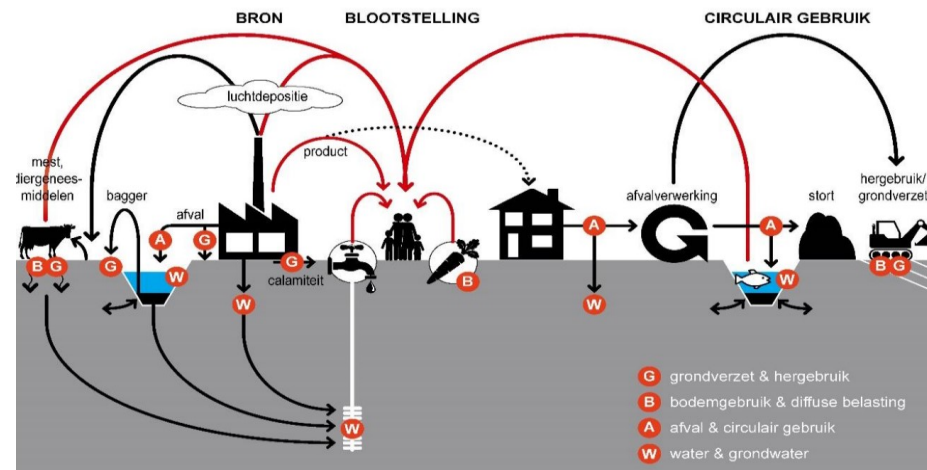 BRON
BLOOTSTELLING
CIRCULAIR GEBRUIK
luchtdepositie
product
mest,
diergenees-
middelen
bagger
afval
afvalverwerking
stort
hergebruik/
grondverzet
A
G
A
A
B
G
G
W
G
calamiteit
B
W
W
W
B
G
W
G grondverzet & hergebruik
B bodemgebruik & diffuse belasting
A afval & circulair gebruik
W water & grondwater